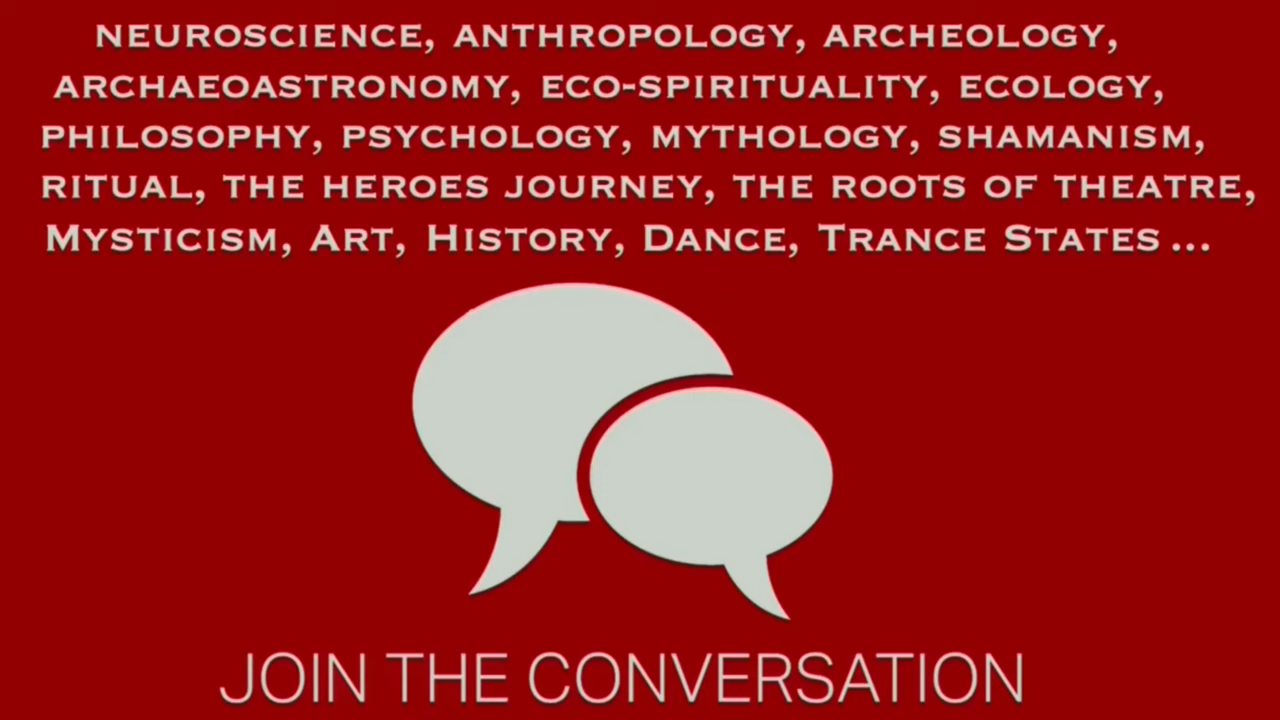 NEUROSCIENCE, ANTHROPOLOGY, ARCHEOLOGY,
ARCHAEOASTRONOMY, ECO-SPIRITUALITY, ECOLOGY,
PHILOSOPHY, PSYCHOLOGY, MYTHOLOGY, SHAMANISM,
RITUAL, THE HEROES JOURNEY, THE ROOTS OF THEATRE,
MYSTICISM, ART, HISTORY, DANCE, TRANCE STATES ...
JOIN THE CONVERSATION